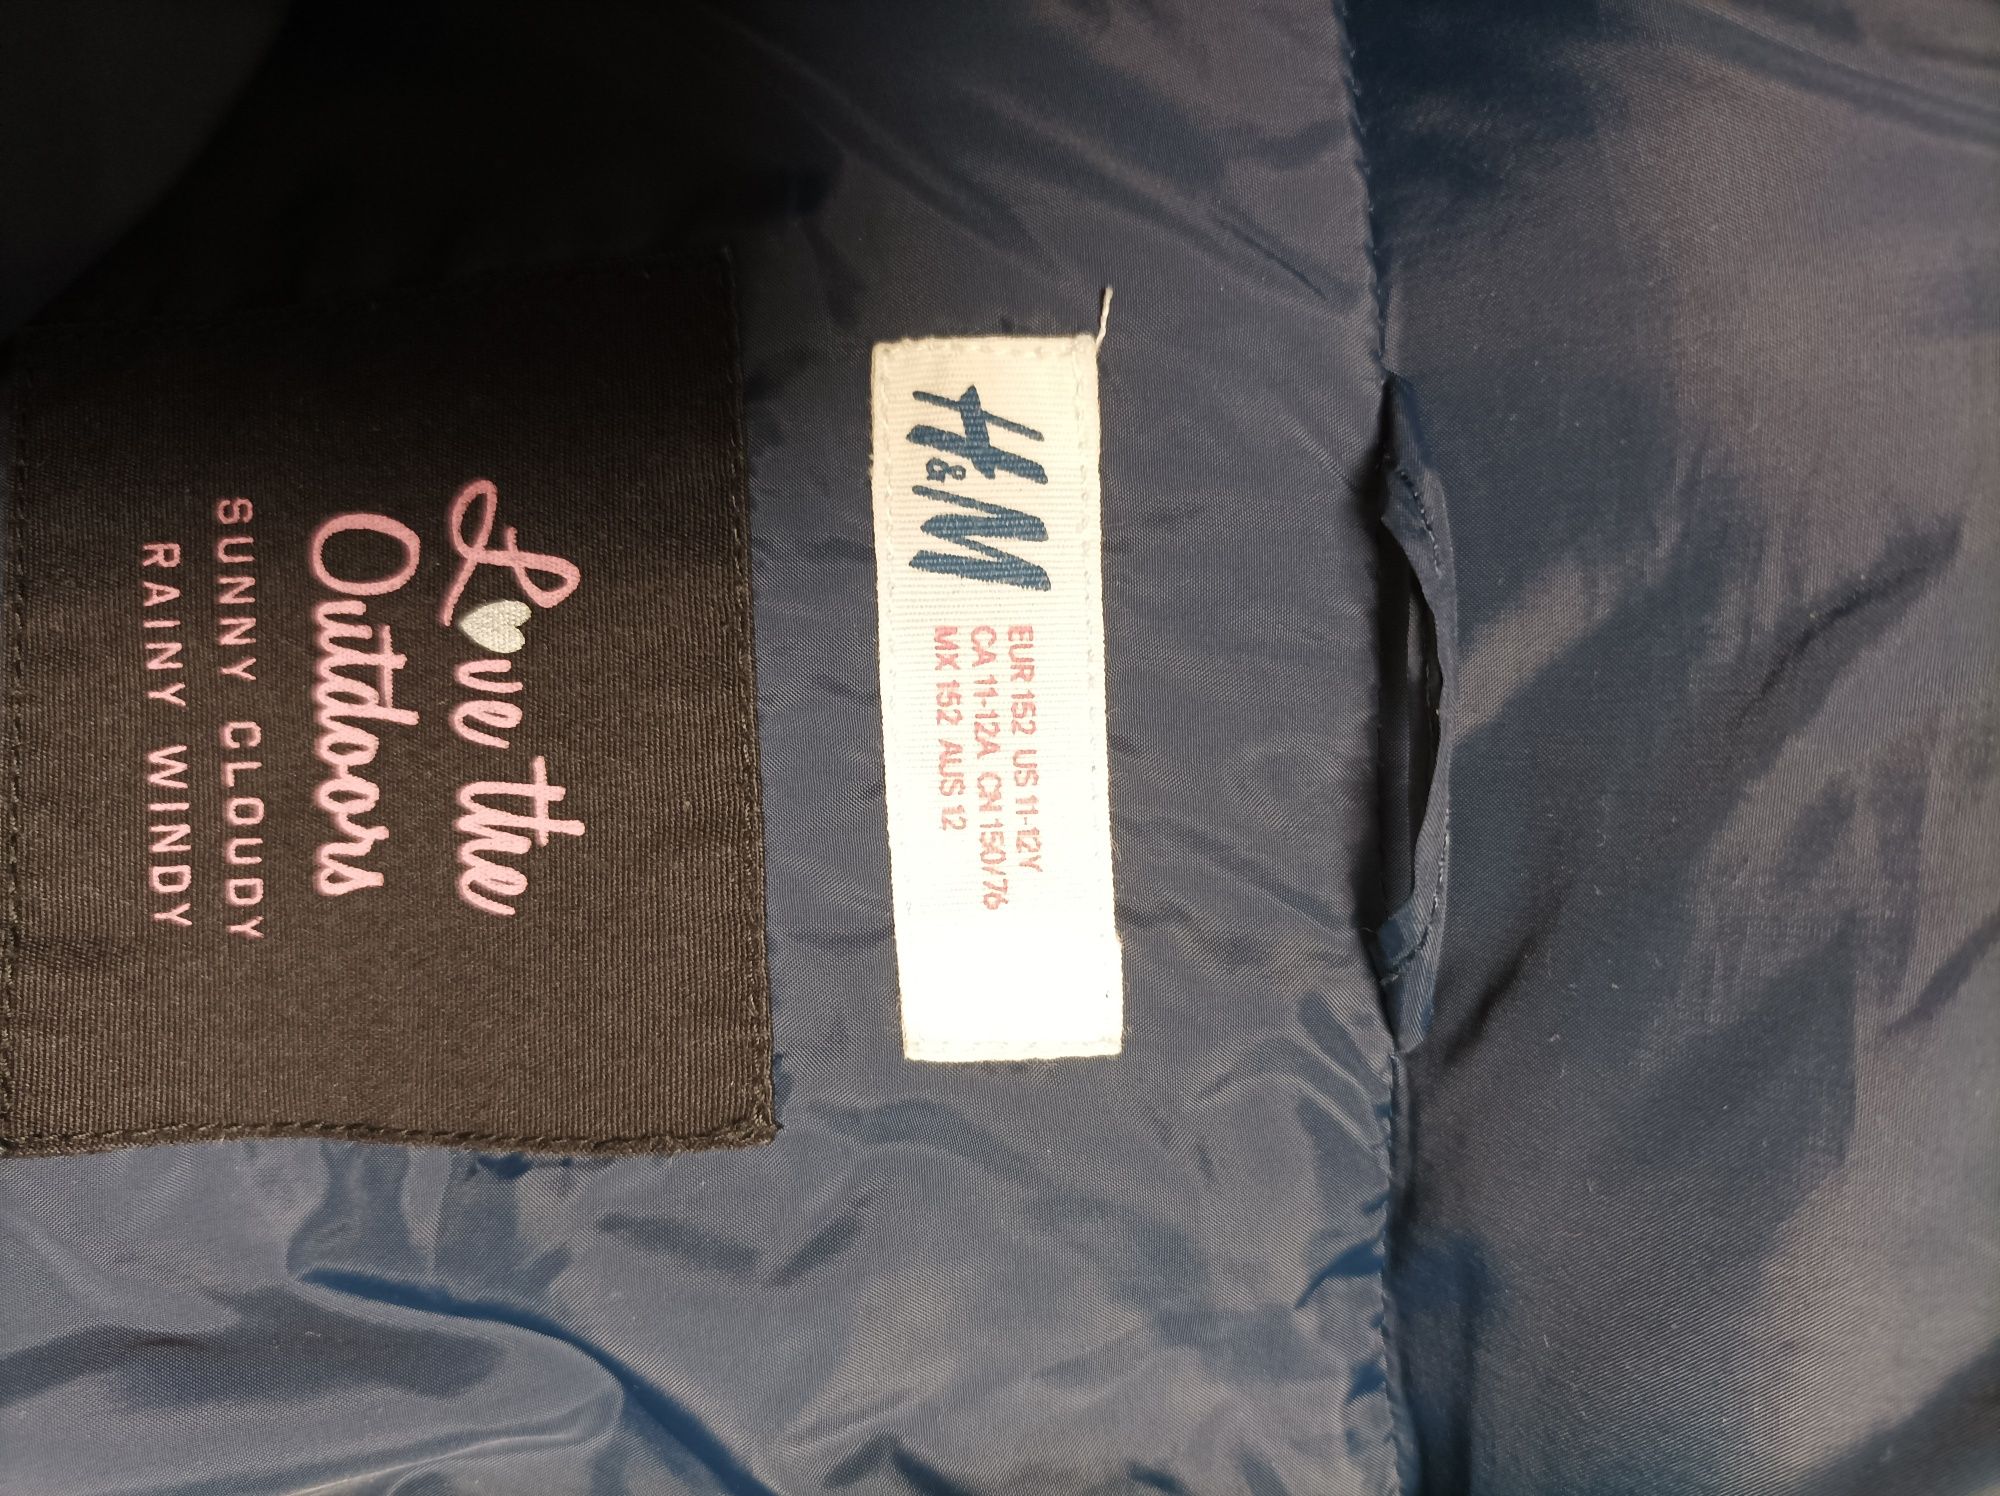 H&M
EUR 152 US 11-12Y
CA 11-12A CN 150/76
MX 152 AUS 12
Love the
Outdoors
SUNNY CLOUDY
RAINY WINDY